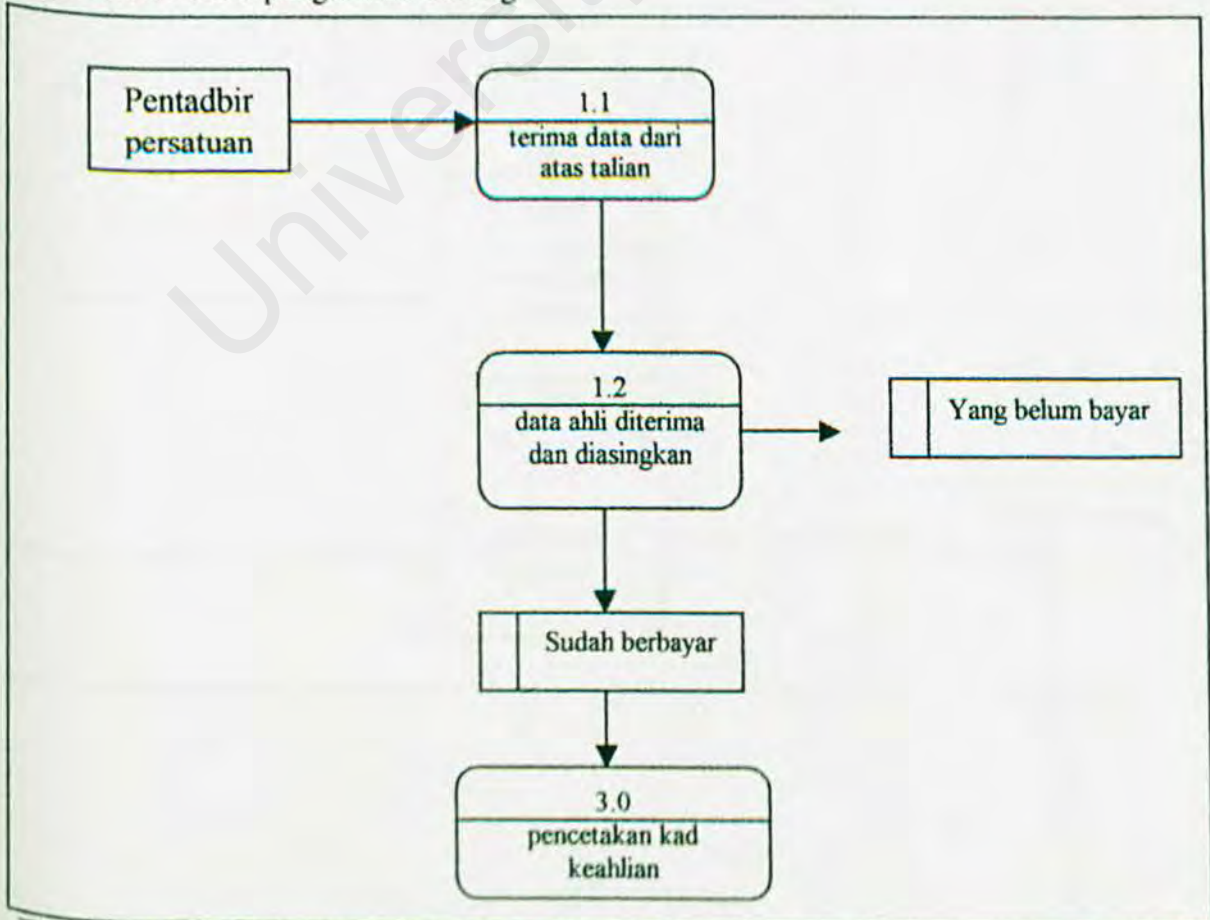 Pentadbir
persatuan
1.1
terima data dari
atas talian
1.2
data ahli diterima
dan diasingkan
Yang belum bayar
Sudah berbayar
3.0
pencetakan kad
keahlian